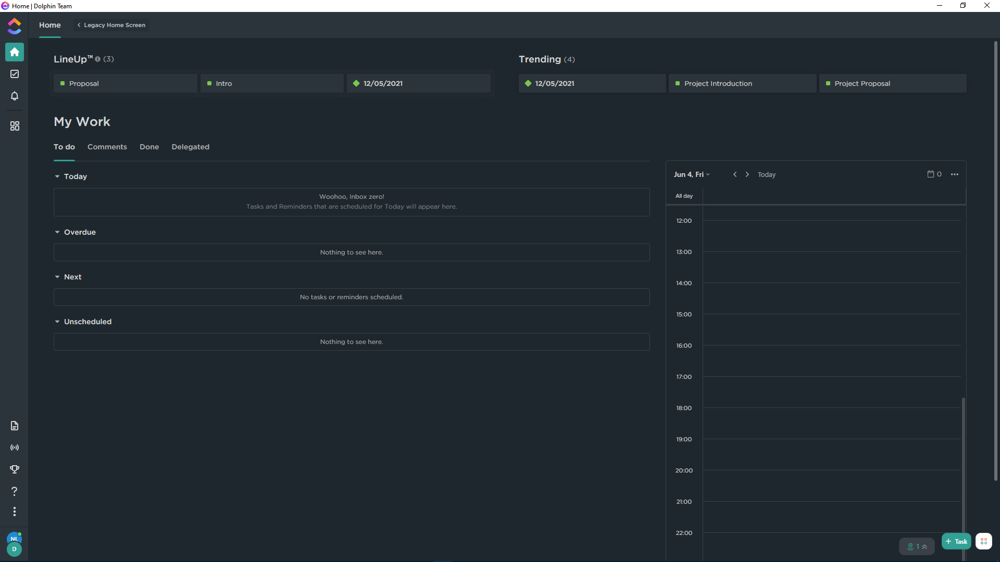 Home | Dolphin Team
Home
Legacy Home Screen
LineUp™ (3)
Proposal
Intro
12/05/2021
Trending (4)
12/05/2021
Project Introduction
Project Proposal
My Work
To do
Comments
Done
Delegated
Today
Woohoo, Inbox zero!
Tasks and Reminders that are scheduled for Today will appear here.
Overdue
Nothing to see here.
Next
No tasks or reminders scheduled.
Unscheduled
Nothing to see here.
Jun 4, Fri
Today
0
All day
12:00
13:00
14:00
15:00
16:00
17:00
18:00
19:00
20:00
21:00
22:00
1
+ Task
NL
D